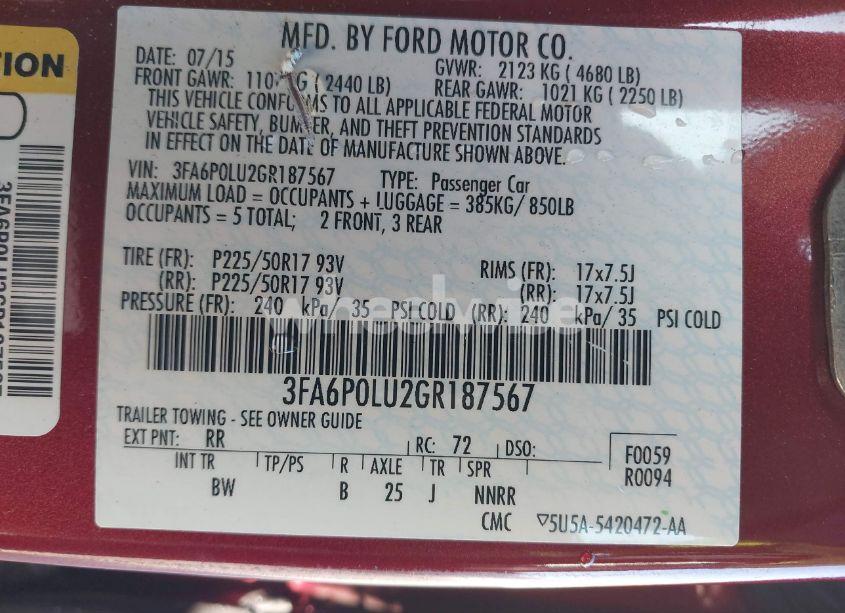 MFD. BY FORD MOTOR CO.
DATE: 07/15 GVWR: 2123 KG ( 4680 LB)
FRONT GAWR: KG ( 2440 LB) REAR GAWR: 1021 KG ( 2250 LB)
THIS VEHICLE CONFORMS TO ALL APPLICABLE FEDERAL MOTOR
VEHICLE SAFETY, BUMPER, AND THEFT PREVENTION STANDARDS
IN EFFECT ON THE DATE OF MANUFACTURE SHOWN ABOVE.
VIN: 3FA6P0LU2GR187567 TYPE: Passenger Car
MAXIMUM LOAD = OCCUPANTS + LUGGAGE = 385KG/ 850LB
OCCUPANTS = 5 TOTAL; 2 FRONT, 3 REAR
TIRE (FR): P225/50R17 93V RIMS (FR): 17x7.5J
(RR): P225/50R17 93V (RR): 17x7.5J
PRESSURE (FR): 240 kPa/ 35 PSI COLD (RR): 240 kPa/ 35 PSI COLD
3FA6P0LU2GR187567
TRAILER TOWING - SEE OWNER GUIDE
EXT PNT: RR RC: 72 DSO: F0059
INT TR TP/PS R AXLE TR SPR R0094
BW B 25 J NNRR
CMC ▽5U5A-5420472-AA